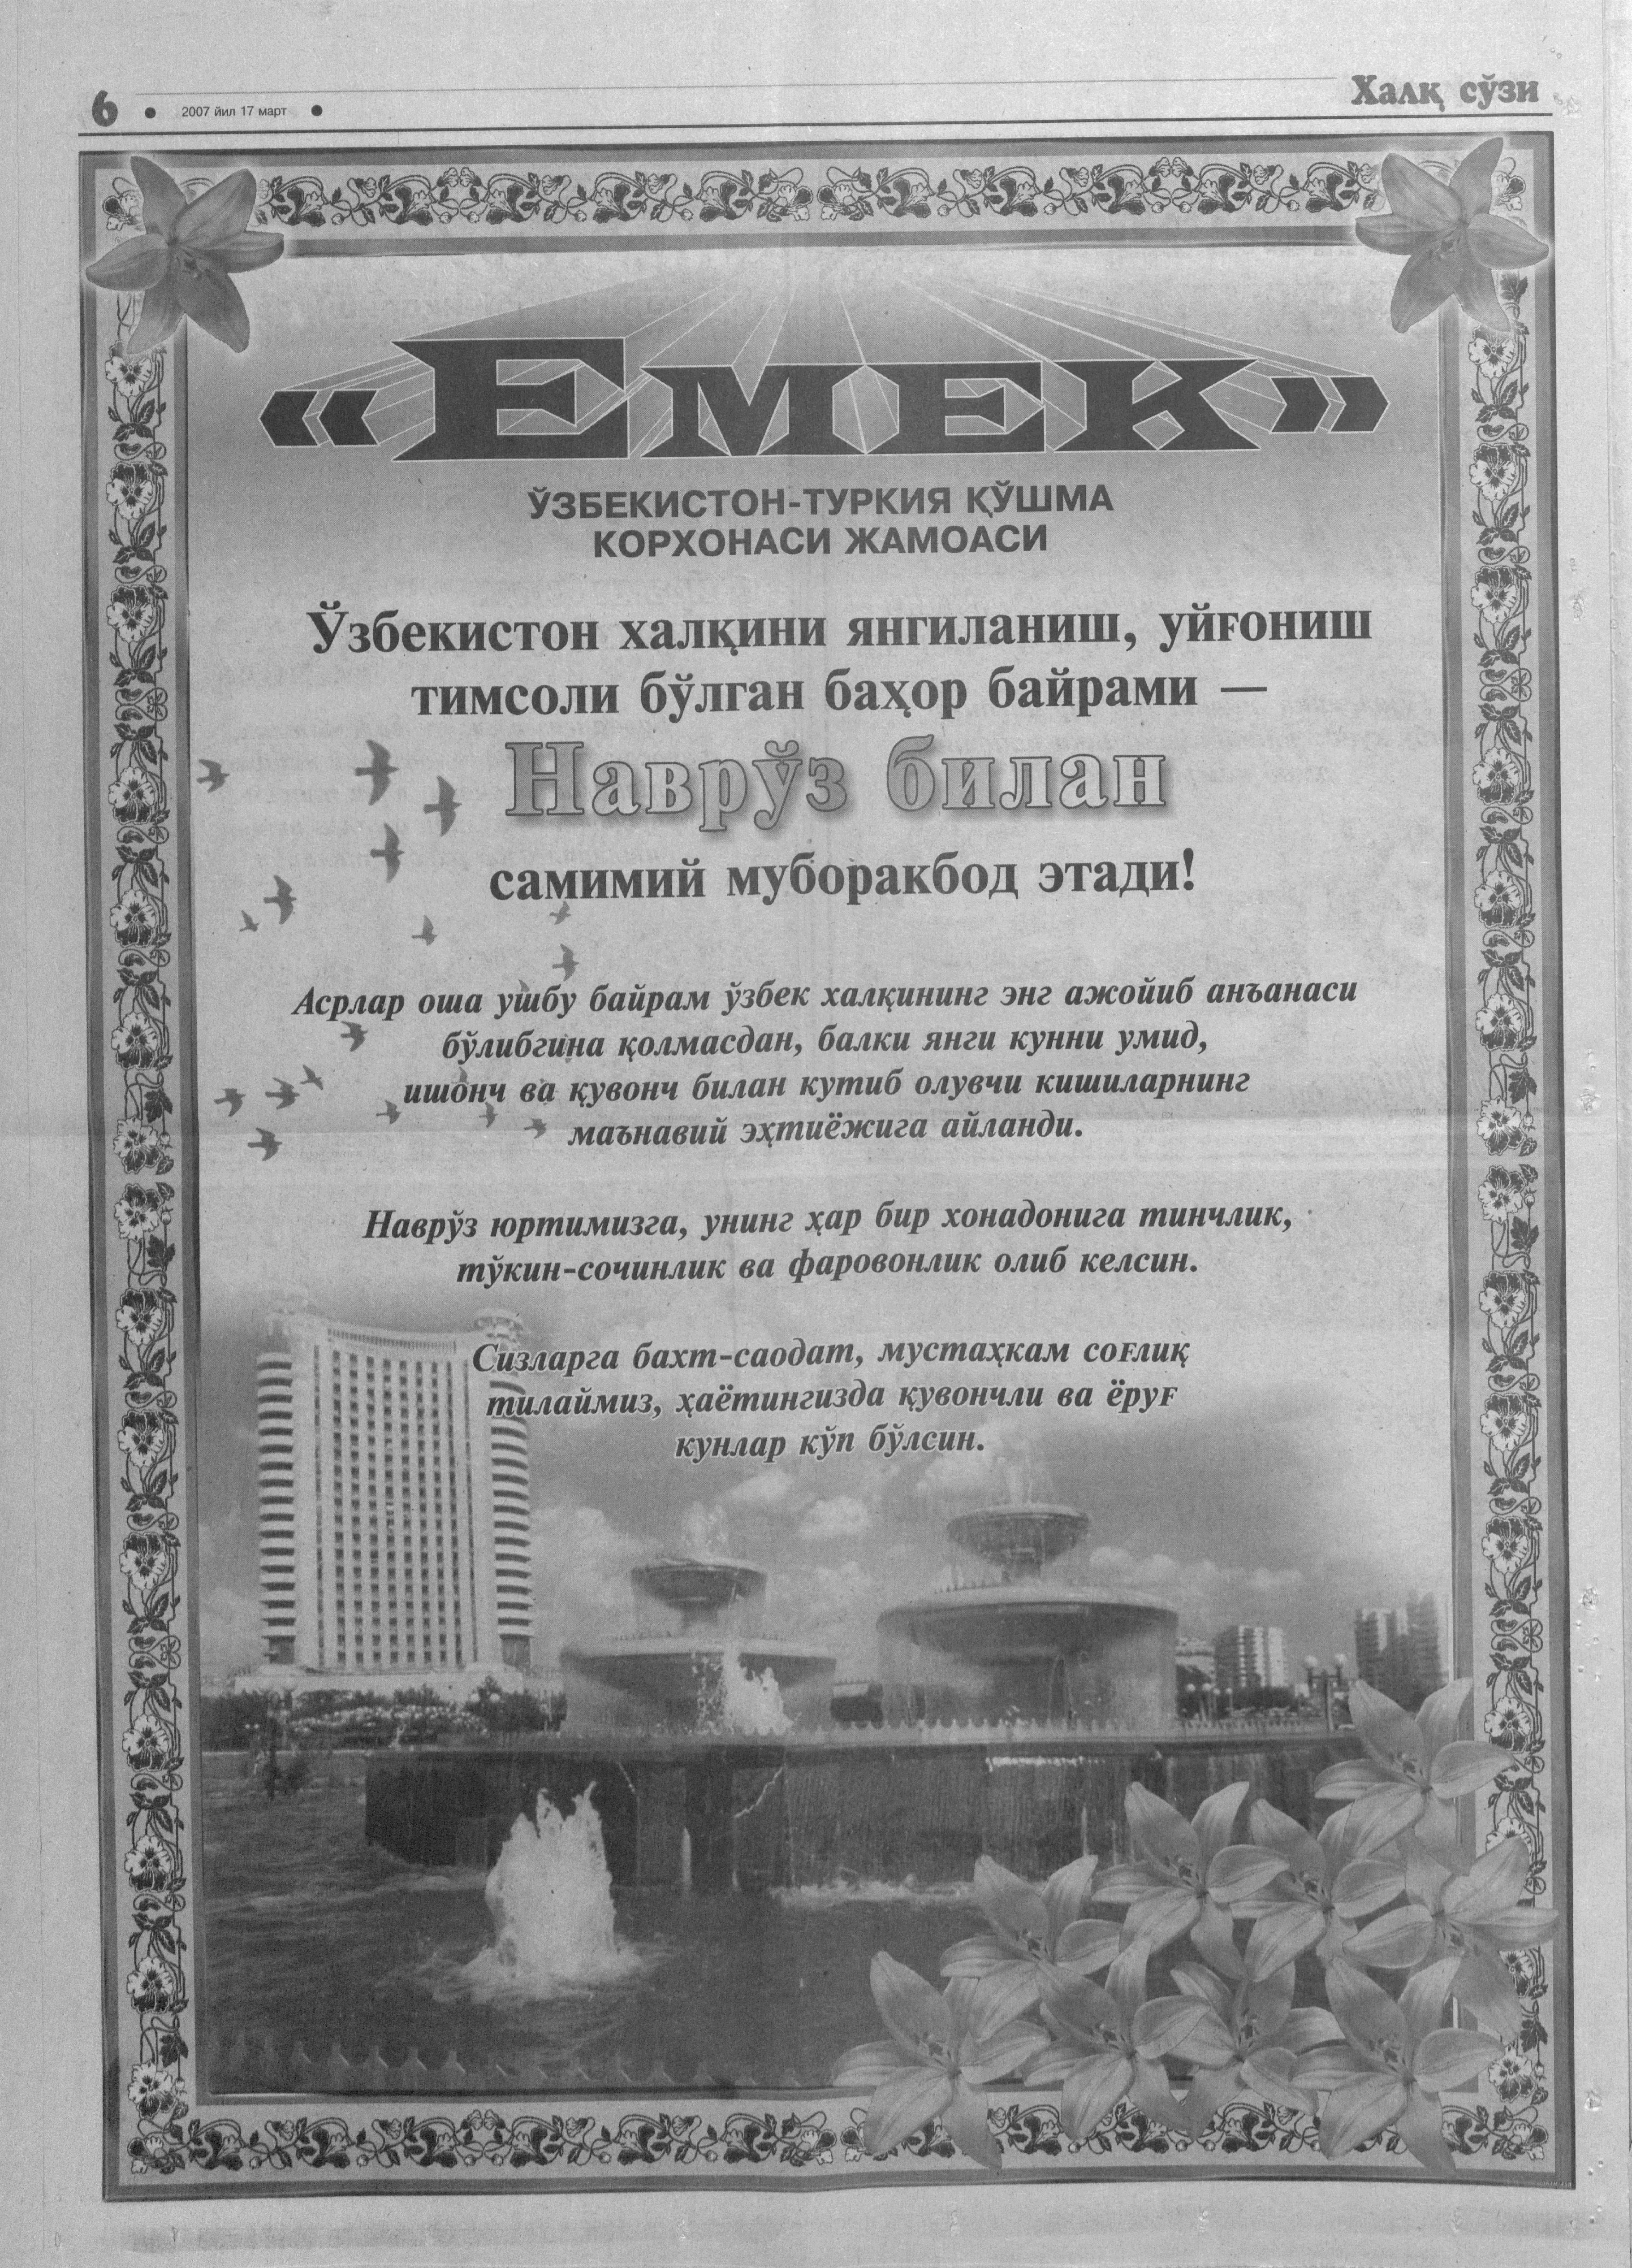 6 • 2007 йил 17 март •
Халқ сўзи
«ЕМЕК»
ЎЗБЕКИСТОН-ТУРКИЯ ҚЎШМА
КОРХОНАСИ ЖАМОАСИ
Ўзбекистон халқини янгиланиш, уйғониш
тимсоли бўлган баҳор байрами —
Наврўз билан
самимий муборакбод этади!
Асрлар оша ушбу байрам ўзбек халқининг энг ажойиб анъанаси
бўлибгина қолмасдан, балки янги кунни умид,
ишонч ва қувонч билан кутиб олувчи кишиларнинг
маънавий эҳтиёжига айланди.
Наврўз юртимизга, унинг ҳар бир хонадонига тинчлик,
тўкин-сочинлик ва фаровонлик олиб келсин.
Сизларга бахт-саодат, мустаҳкам соғлиқ
тилаймиз, ҳаётингизда қувончли ва ёруғ
кунлар кўп бўлсин.